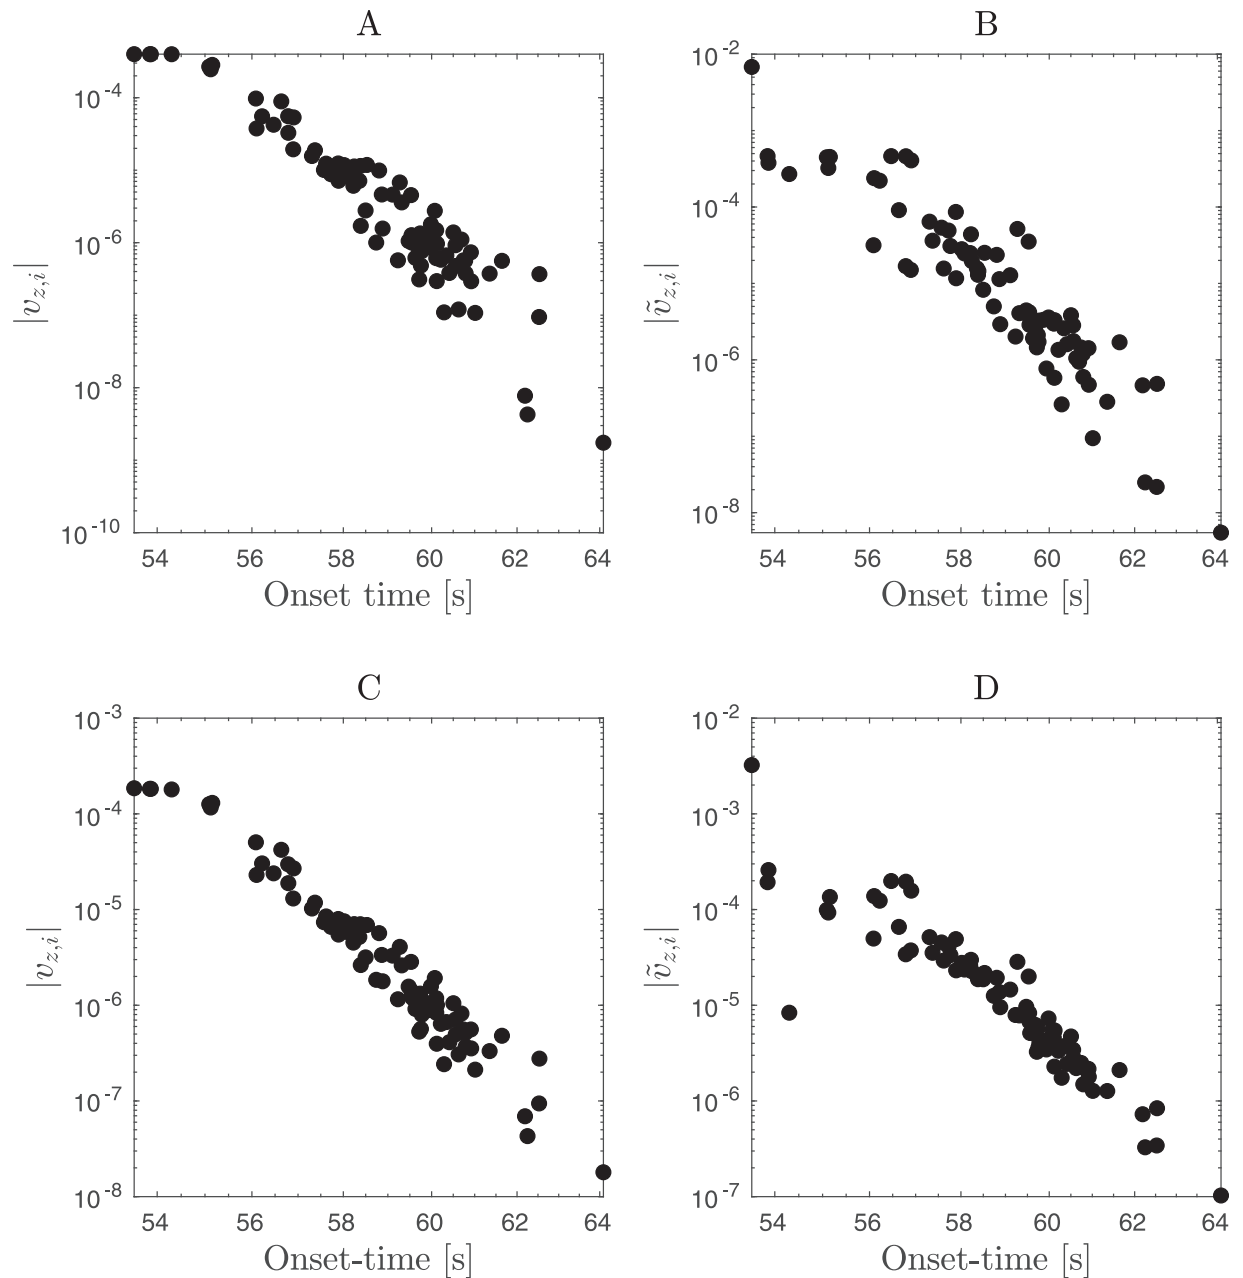 A
10^-4
10^-6
10^-8
10^-10
|v_{z,i}|
54 56 58 60 62 64
Onset time [s]
B
10^-2
10^-4
10^-6
10^-8
|ṽ_{z,i}|
54 56 58 60 62 64
Onset time [s]
C
10^-3
10^-4
10^-5
10^-6
10^-7
10^-8
|v_{z,i}|
54 56 58 60 62 64
Onset-time [s]
D
10^-2
10^-3
10^-4
10^-5
10^-6
10^-7
|ṽ_{z,i}|
54 56 58 60 62 64
Onset-time [s]